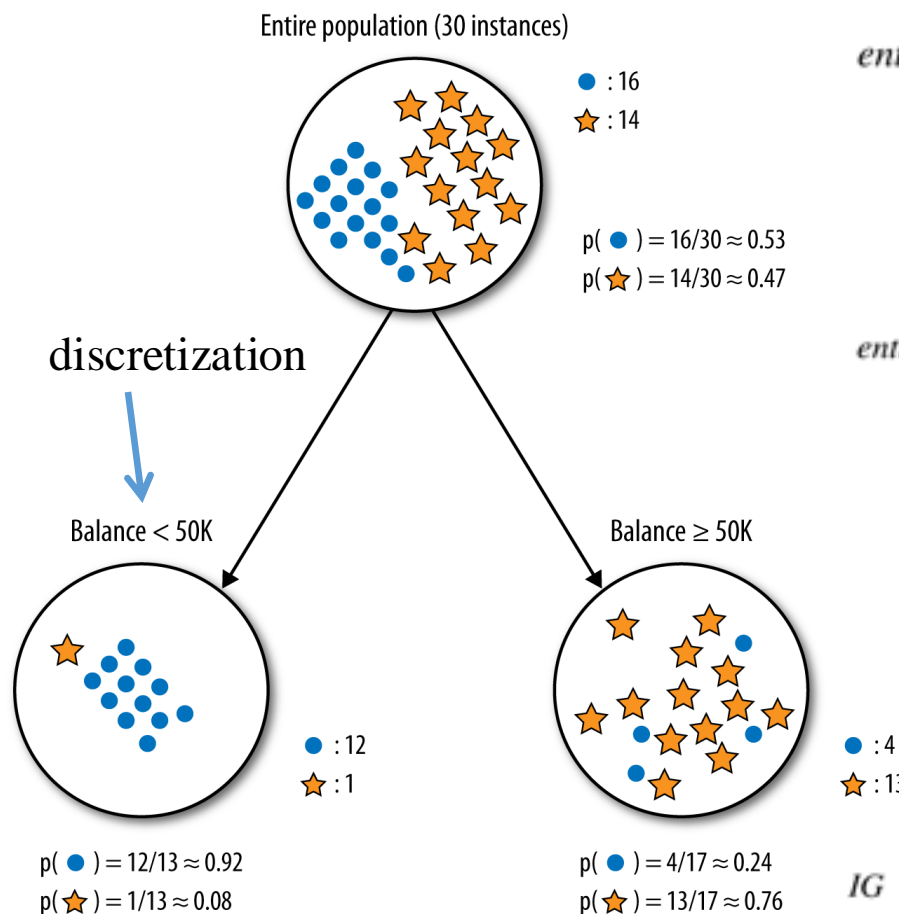 Entire population (30 instances)
: 16
: 14
p( ) = 16/30 ≈ 0.53
p( ) = 14/30 ≈ 0.47
discretization
Balance < 50K
Balance ≥ 50K
: 12
: 1
: 4
: 13
p( ) = 12/13 ≈ 0.92
p( ) = 1/13 ≈ 0.08
p( ) = 4/17 ≈ 0.24
p( ) = 13/17 ≈ 0.76
IG